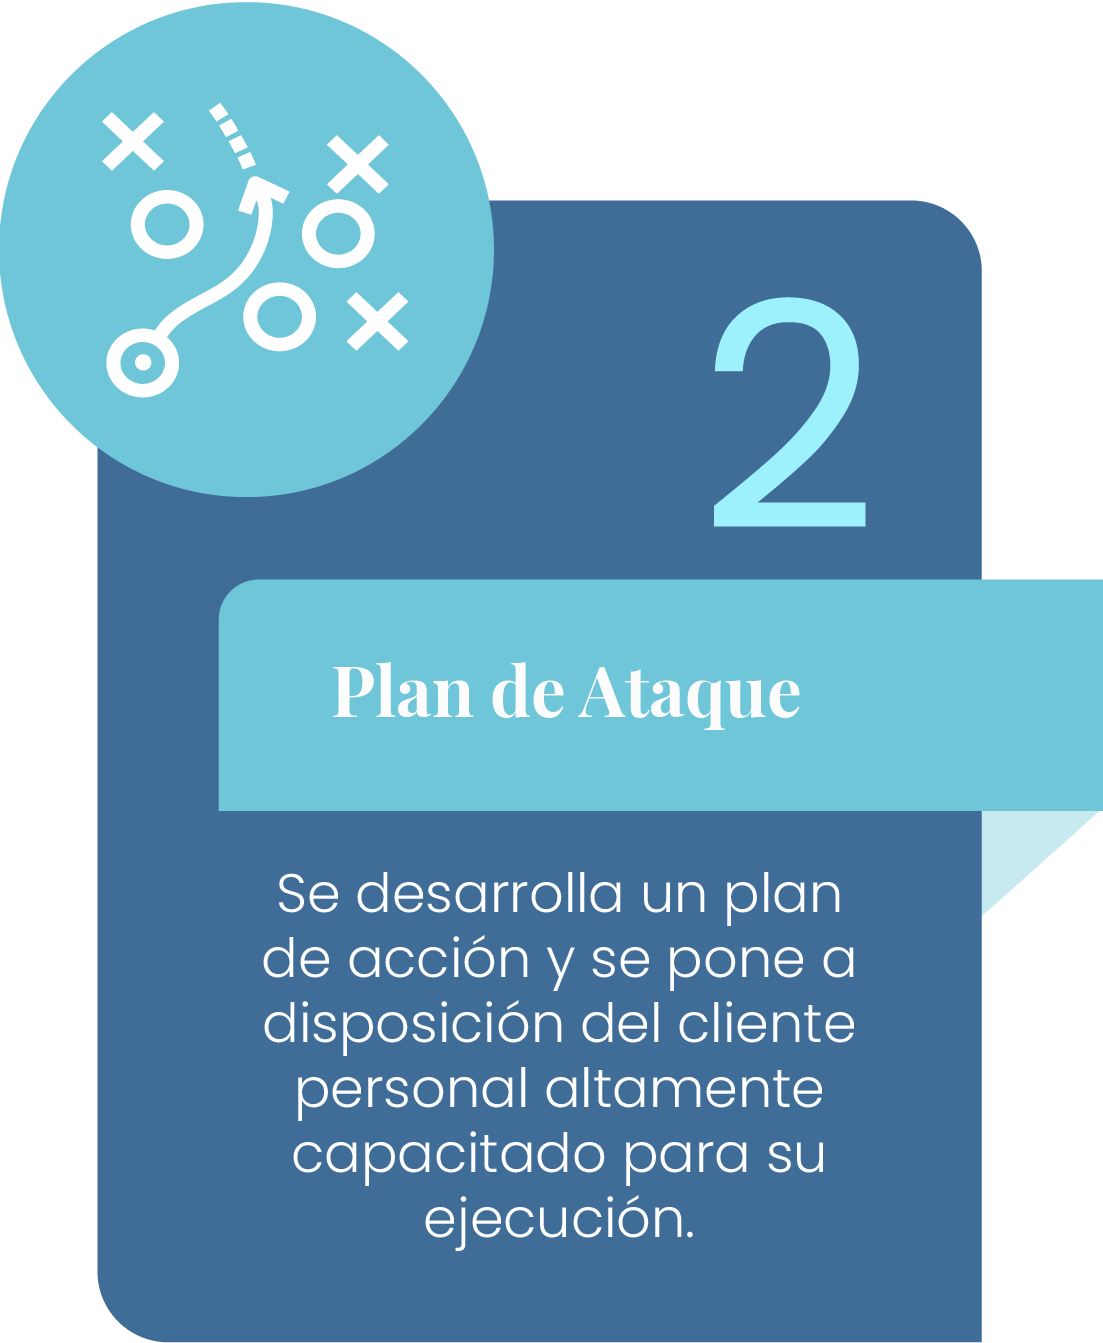 2
Plan de Ataque
Se desarrolla un plan
de acción y se pone a
disposición del cliente
personal altamente
capacitado para su
ejecución.